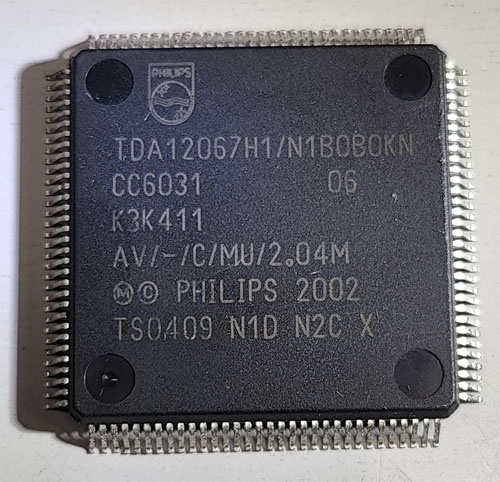 PHILIPS
TDA12067H1/N1B0B0KN
CC6031 06
K3K411
AV/-/C/MU/2.04M
Ⓜ © PHILIPS 2002
TS0409 N1D N2C X